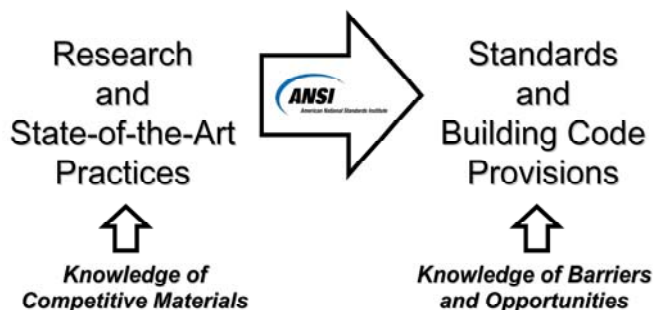 Research
and
State-of-the-Art
Practices
ANSI
American National Standards Institute
Standards
and
Building Code
Provisions
Knowledge of
Competitive Materials
Knowledge of Barriers
and Opportunities